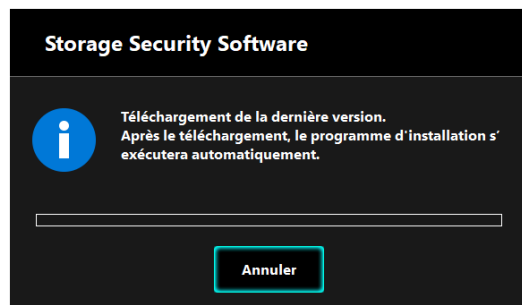 Storage Security Software
Téléchargement de la dernière version.
Après le téléchargement, le programme d'installation s'
exécutera automatiquement.
Annuler